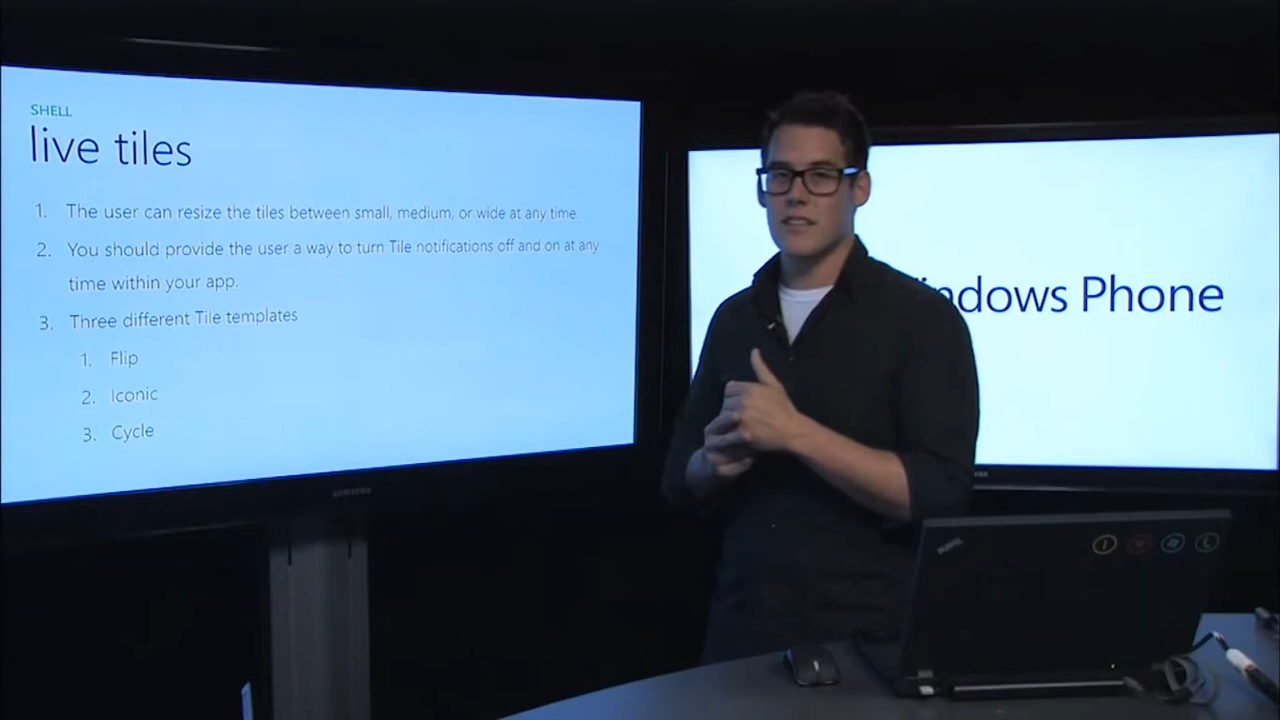 SHELL
live tiles
1. The user can resize the tiles between small, medium, or wide at any time.
2. You should provide the user a way to turn Tile notifications off and on at any
time within your app.
3. Three different Tile templates
1. Flip
2. Iconic
3. Cycle
indows Phone
SAMSUNG